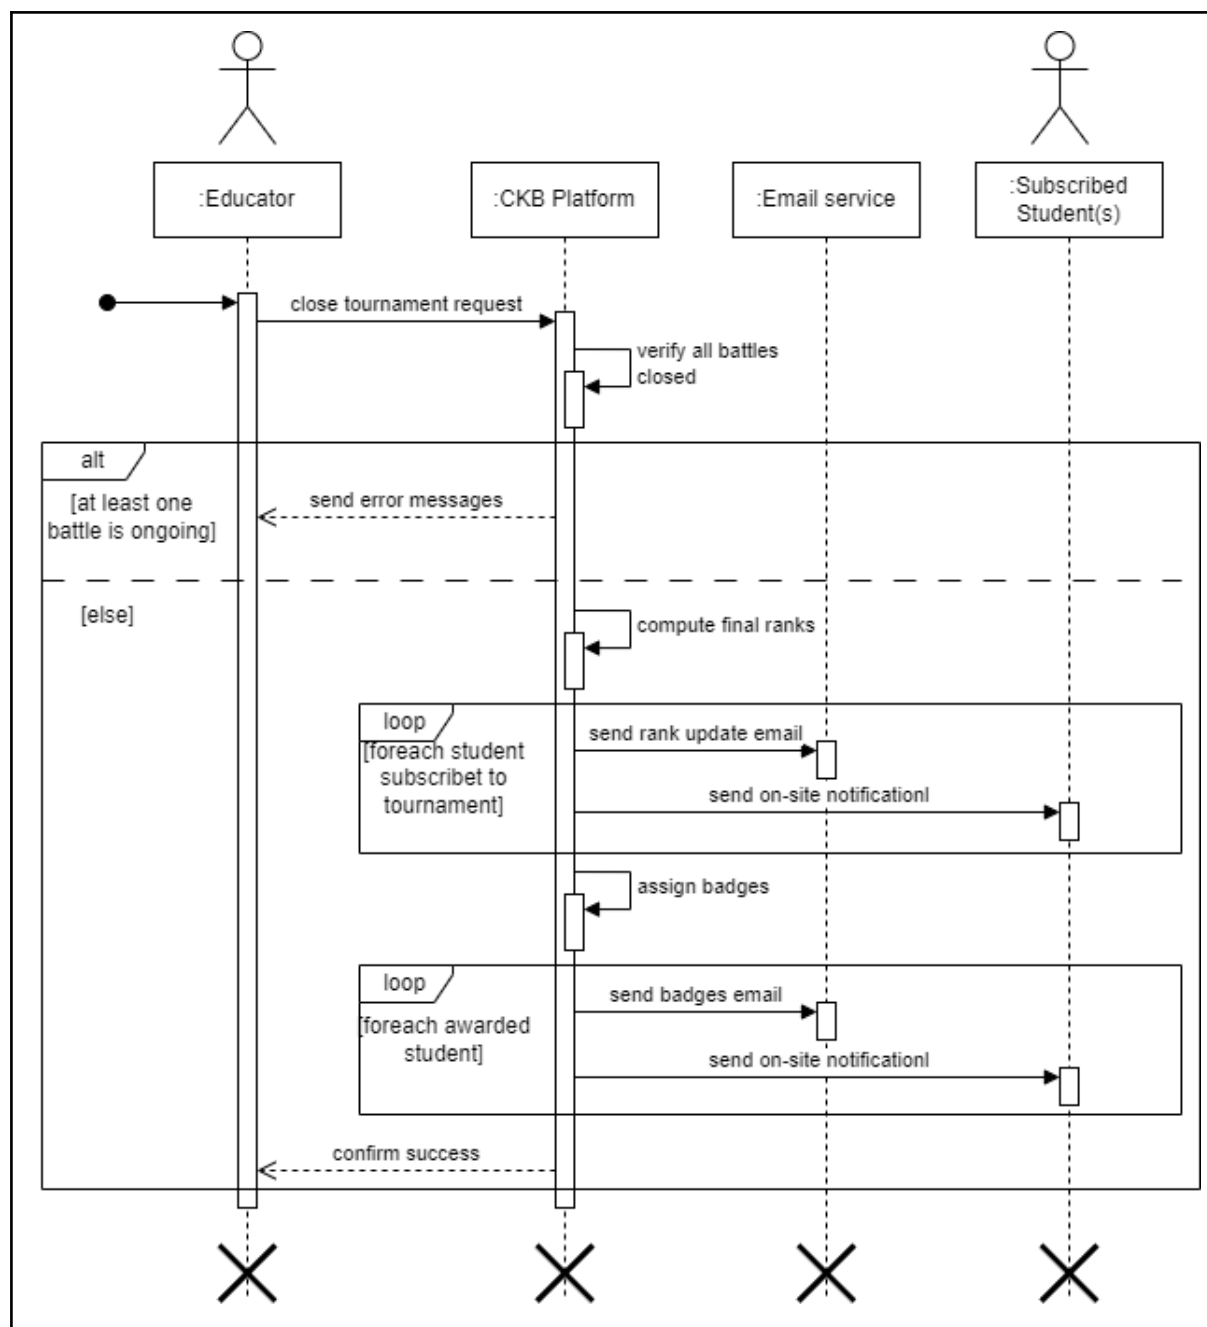 :Educator
:CKB Platform
:Email service
:Subscribed
Student(s)
close tournament request
verify all battles
closed
alt
[at least one
battle is ongoing]
send error messages
[else]
compute final ranks
loop
[foreach student
subscribet to
tournament]
send rank update email
send on-site notificationl
assign badges
loop
[foreach awarded
student]
send badges email
send on-site notificationl
confirm success